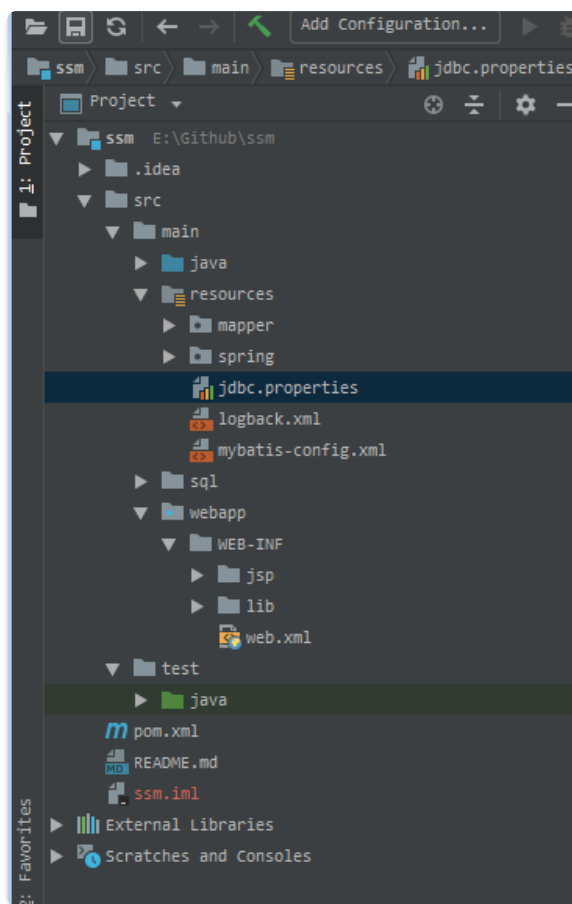 Add Configuration...
ssm src main resources jdbc.properties
1: Project
Project
ssm E:\Github\ssm
.idea
src
main
java
resources
mapper
spring
jdbc.properties
logback.xml
mybatis-config.xml
sql
webapp
WEB-INF
jsp
lib
web.xml
test
java
pom.xml
MD README.md
ssm.iml
External Libraries
Scratches and Consoles
2: Favorites